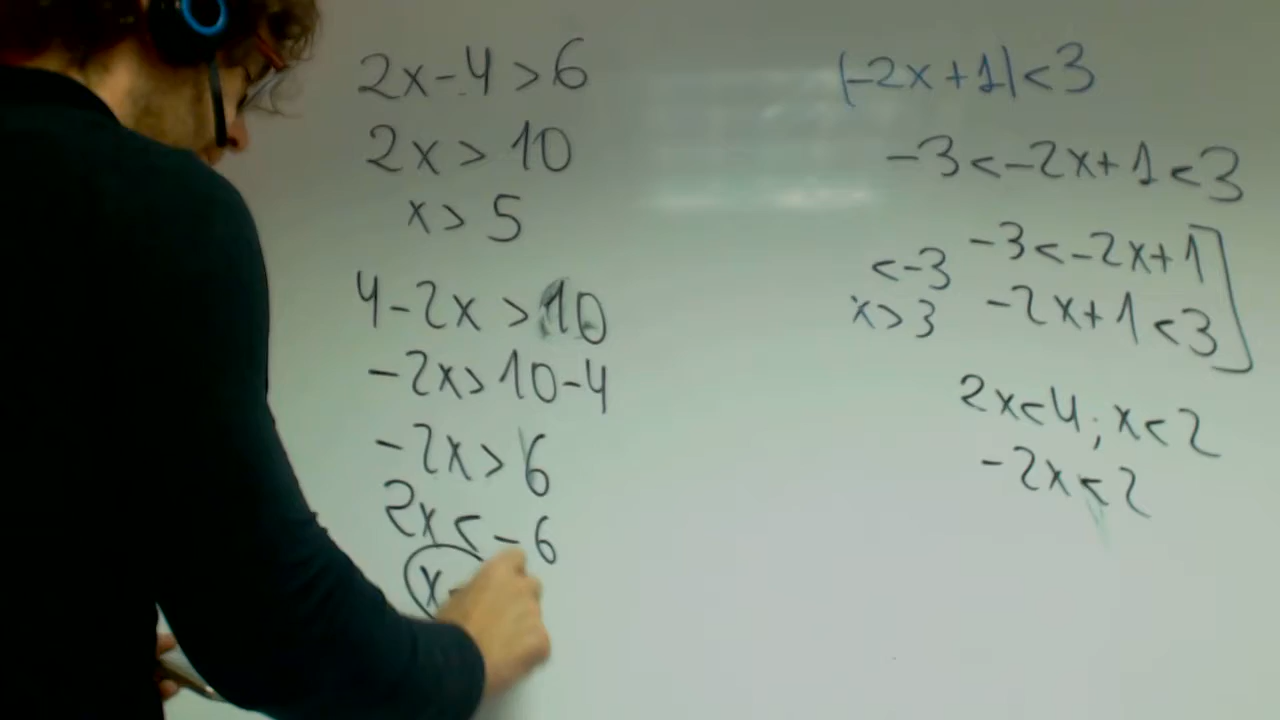 2x-4>6
2x>10
x>5
4-2x>10
-2x>10-4
-2x>6
2x<-6
x
|-2x+1|<3
-3<-2x+1<3
<-3
x>3
-3<-2x+1
-2x+1<3
2x<4; x<2
-2x<2